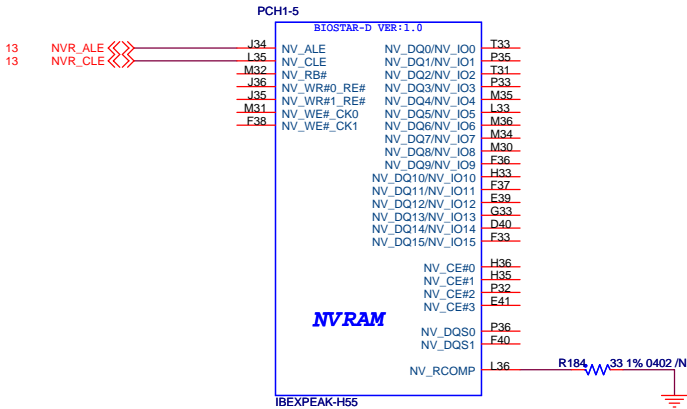 PCH1-5
BIOSTAR-D VER:1.0
13 NVR_ALE J34 NV_ALE NV_DQ0/NV_IO0 T33
13 NVR_CLE L35 NV_CLE NV_DQ1/NV_IO1 P35
M32 NV_RB# NV_DQ2/NV_IO2 T31
J36 NV_WR#0_RE# NV_DQ3/NV_IO3 P33
J35 NV_WR#1_RE# NV_DQ4/NV_IO4 M35
M31 NV_WE#_CK0 NV_DQ5/NV_IO5 L33
F38 NV_WE#_CK1 NV_DQ6/NV_IO6 M36
NV_DQ7/NV_IO7 M34
NV_DQ8/NV_IO8 M30
NV_DQ9/NV_IO9 F36
NV_DQ10/NV_IO10 H33
NV_DQ11/NV_IO11 F37
NV_DQ12/NV_IO12 E39
NV_DQ13/NV_IO13 G33
NV_DQ14/NV_IO14 D40
NV_DQ15/NV_IO15 F33
NV_CE#0 H36
NV_CE#1 H35
NV_CE#2 P32
NV_CE#3 E41
NVRAM
NV_DQS0 P36
NV_DQS1 F40
NV_RCOMP L36 R184 33 1% 0402 /N
IBEXPEAK-H55